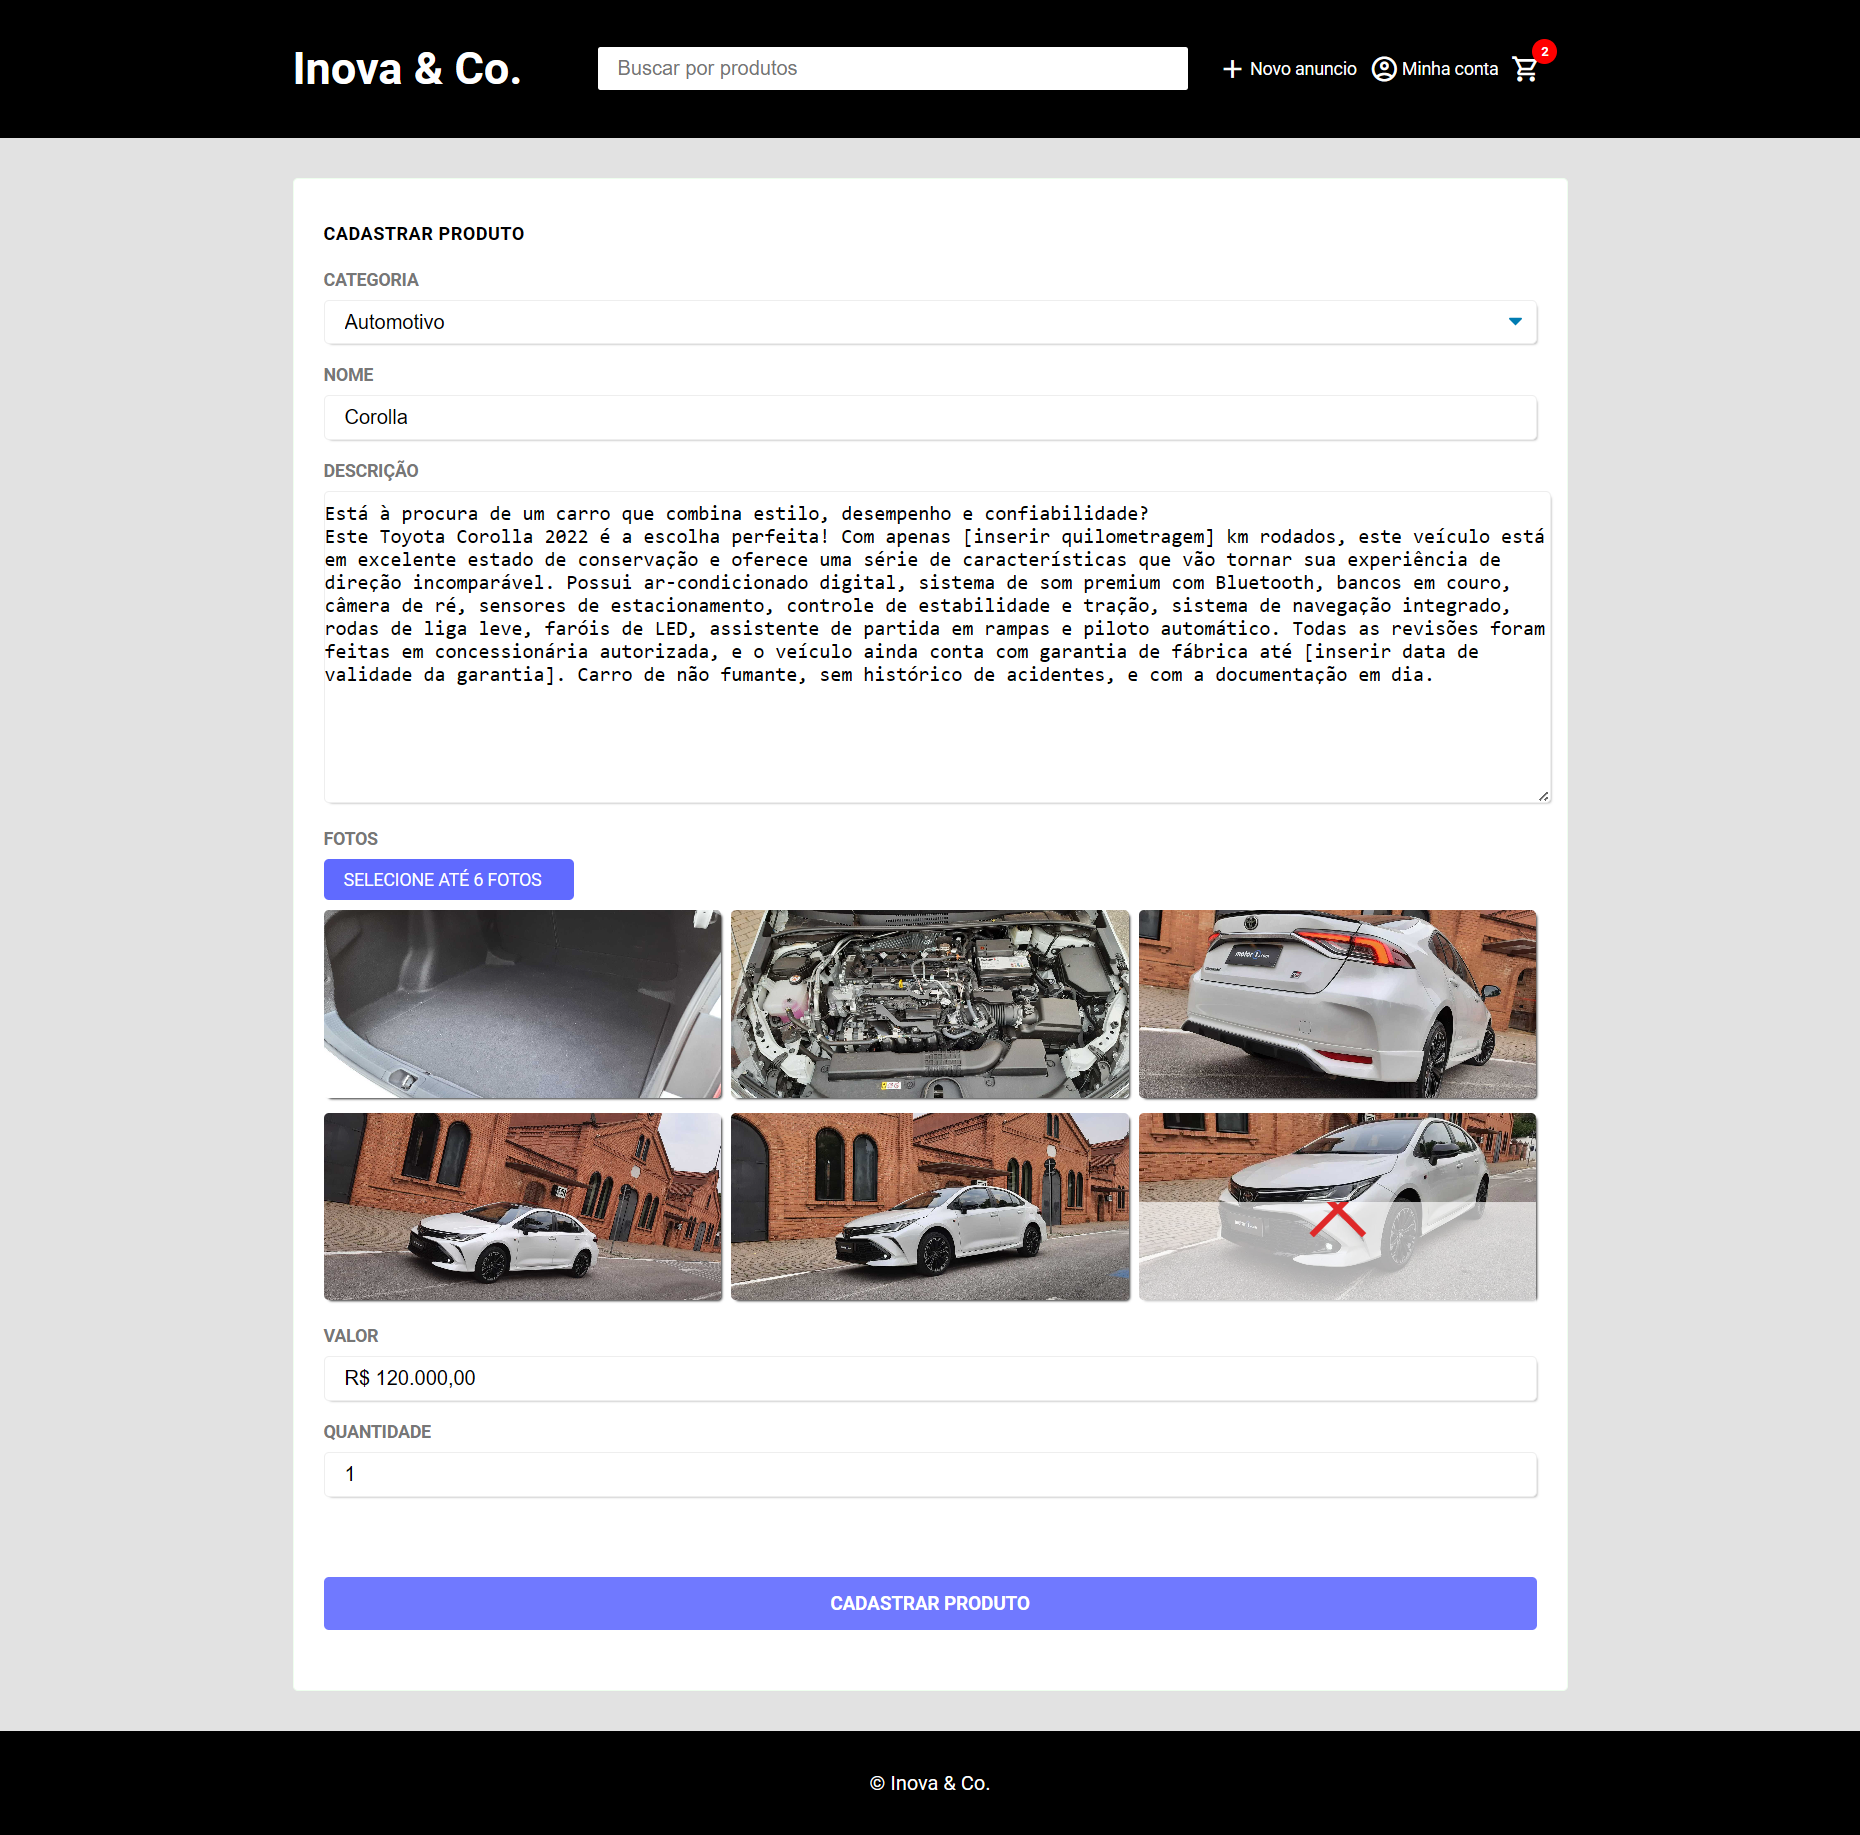 Inova & Co.
Buscar por produtos
Novo anuncio
Minha conta
2
CADASTRAR PRODUTO
CATEGORIA
Automotivo
NOME
Corolla
DESCRIÇÃO
Está à procura de um carro que combina estilo, desempenho e confiabilidade?
Este Toyota Corolla 2022 é a escolha perfeita! Com apenas [inserir quilometragem] km rodados, este veículo está
em excelente estado de conservação e oferece uma série de características que vão tornar sua experiência de
direção incomparável. Possui ar-condicionado digital, sistema de som premium com Bluetooth, bancos em couro,
câmera de ré, sensores de estacionamento, controle de estabilidade e tração, sistema de navegação integrado,
rodas de liga leve, faróis de LED, assistente de partida em rampas e piloto automático. Todas as revisões foram
feitas em concessionária autorizada, e o veículo ainda conta com garantia de fábrica até [inserir data de
validade da garantia]. Carro de não fumante, sem histórico de acidentes, e com a documentação em dia.
FOTOS
SELECIONE ATÉ 6 FOTOS
motor1.com
VALOR
R$ 120.000,00
QUANTIDADE
1
CADASTRAR PRODUTO
© Inova & Co.